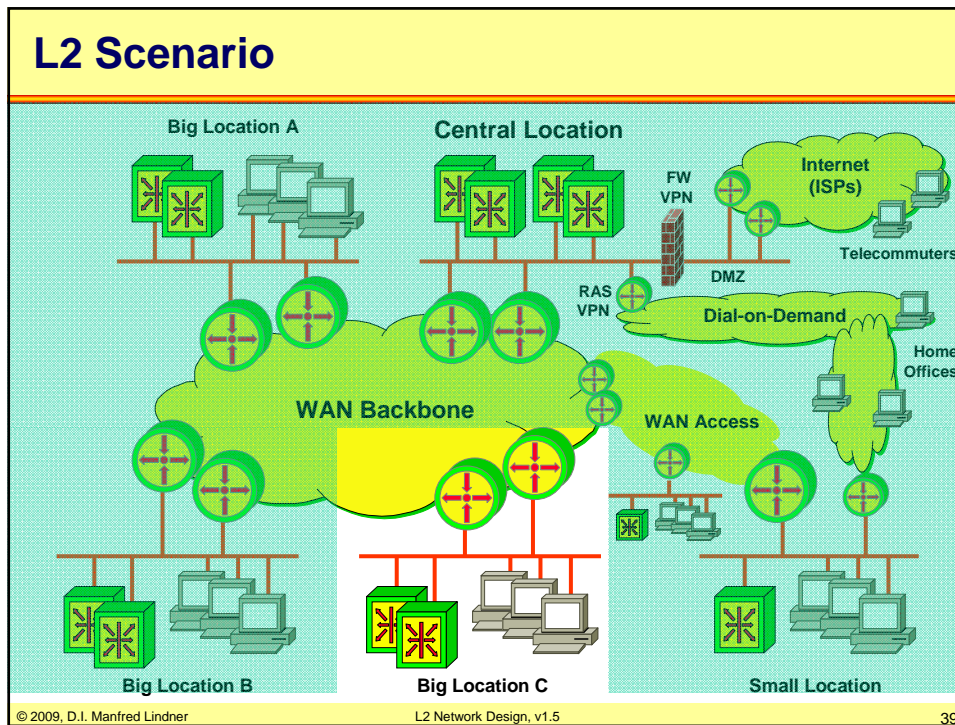 L2 Scenario
Big Location A
Central Location
Internet
(ISPs)
FW
VPN
Telecommuters
DMZ
RAS
VPN
Dial-on-Demand
Home
Offices
WAN Backbone
WAN Access
Big Location B
Big Location C
Small Location
© 2009, D.I. Manfred Lindner
L2 Network Design, v1.5
39